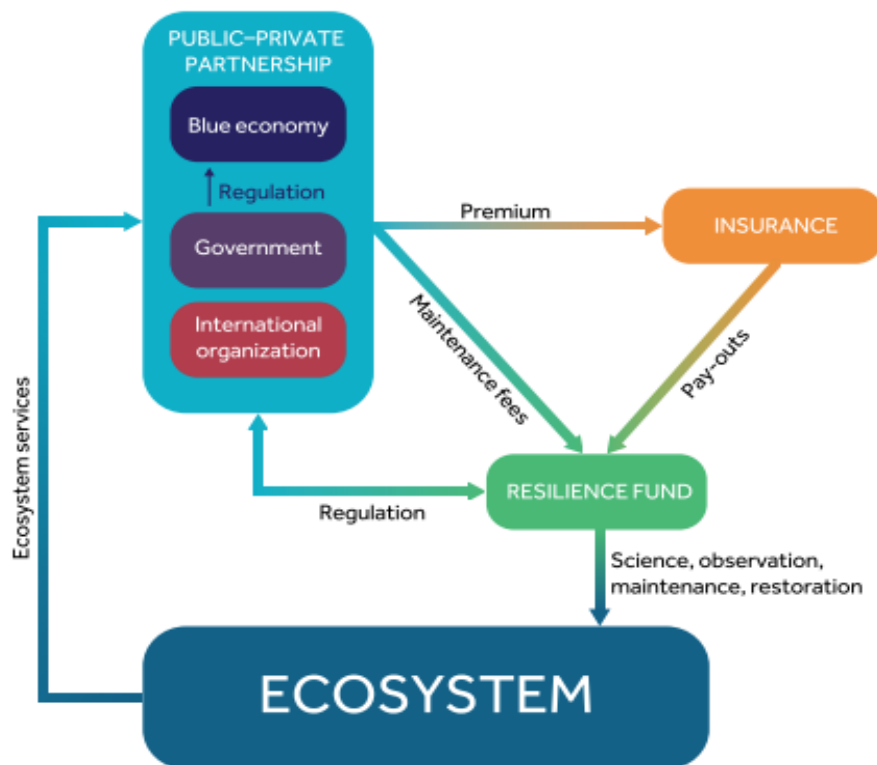 PUBLIC–PRIVATE
PARTNERSHIP
Blue economy
Regulation
Government
International
organization
Premium
INSURANCE
Maintenance fees
Pay-outs
Ecosystem services
Regulation
RESILIENCE FUND
Science, observation,
maintenance, restoration
ECOSYSTEM